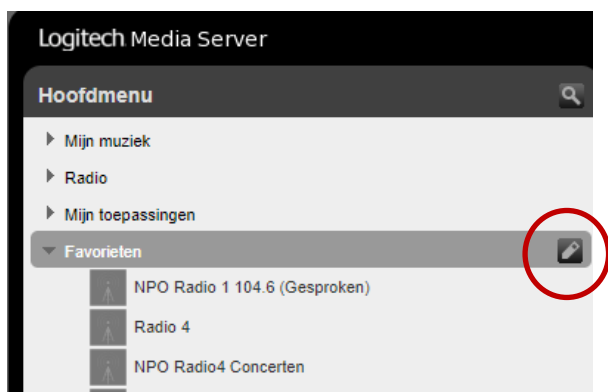 Logitech Media Server
Hoofdmenu
Mijn muziek
Radio
Mijn toepassingen
Favorieten
NPO Radio 1 104.6 (Gesproken)
Radio 4
NPO Radio4 Concerten